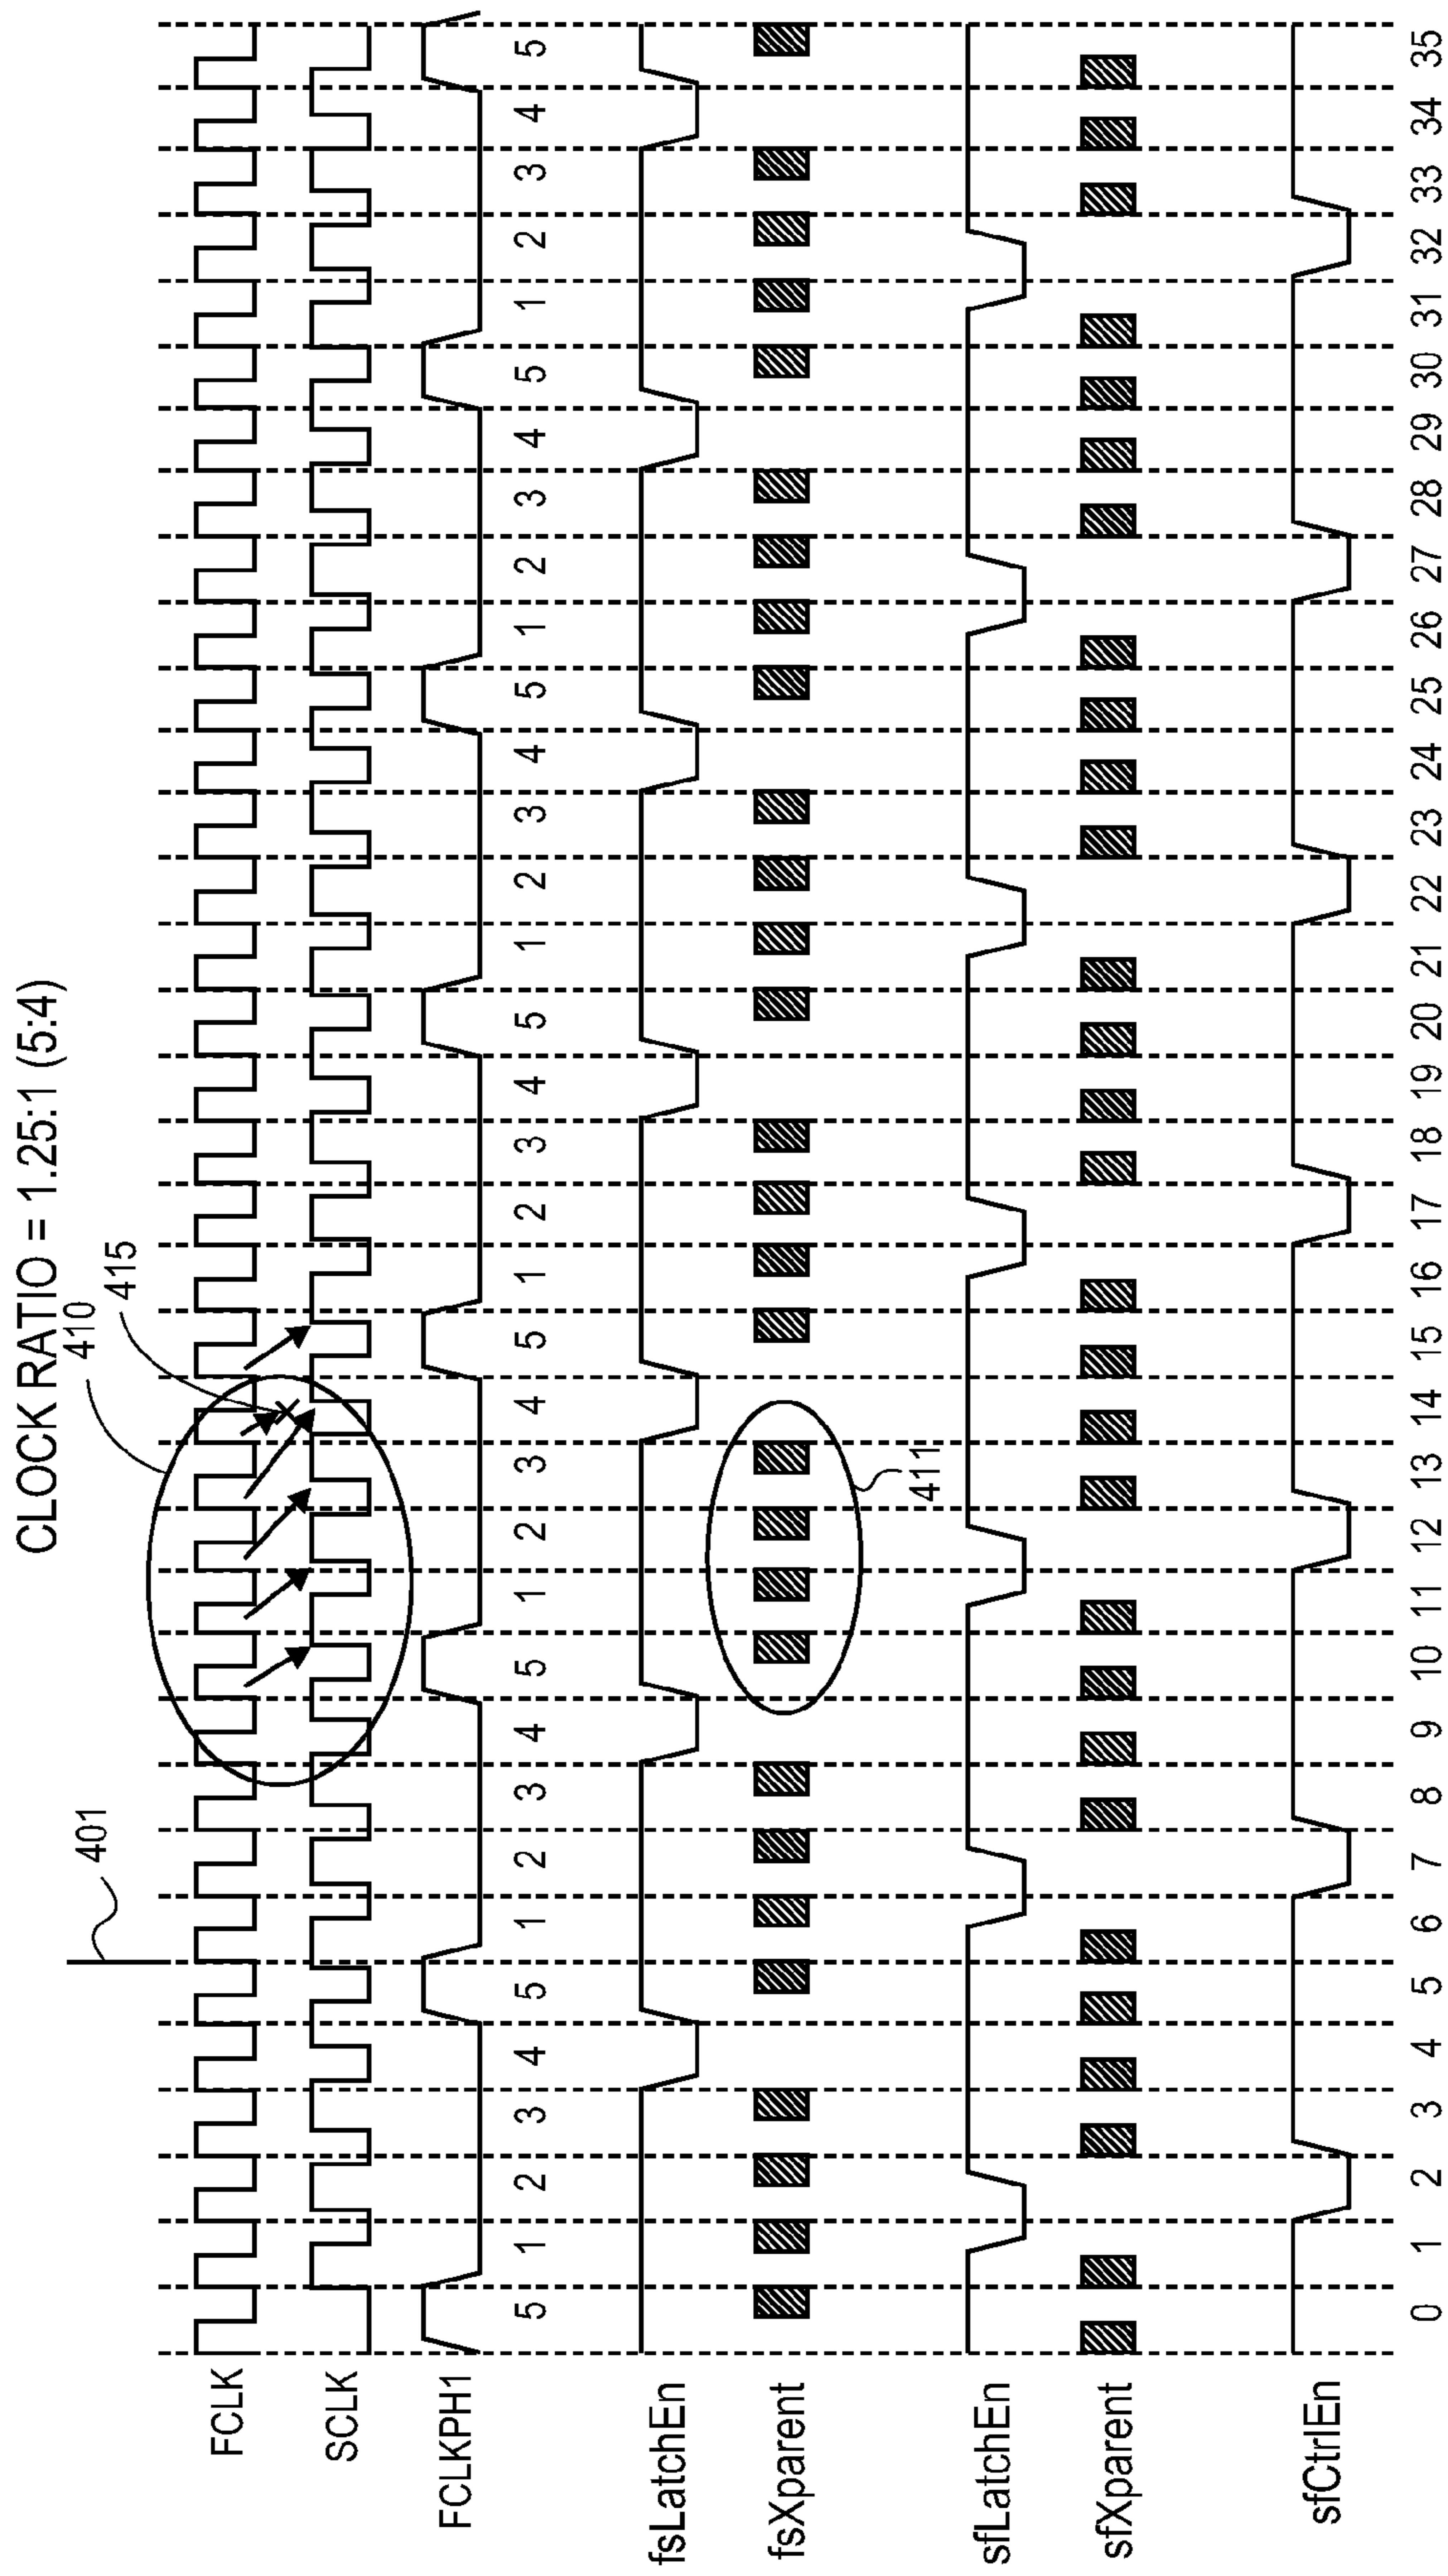 CLOCK RATIO = 1.25:1 (5:4)
410
415
401
FCLK
SCLK
FCLKPH1
5 1 2 3 4 5 1 2 3 4 5 1 2 3 4 5 1 2 3 4 5 1 2 3 4 5 1 2 3 4 5 1 2 3 4 5
fsLatchEn
fsXparent
411
sfLatchEn
sfXparent
sfCtrlEn
0 1 2 3 4 5 6 7 8 9 10 11 12 13 14 15 16 17 18 19 20 21 22 23 24 25 26 27 28 29 30 31 32 33 34 35